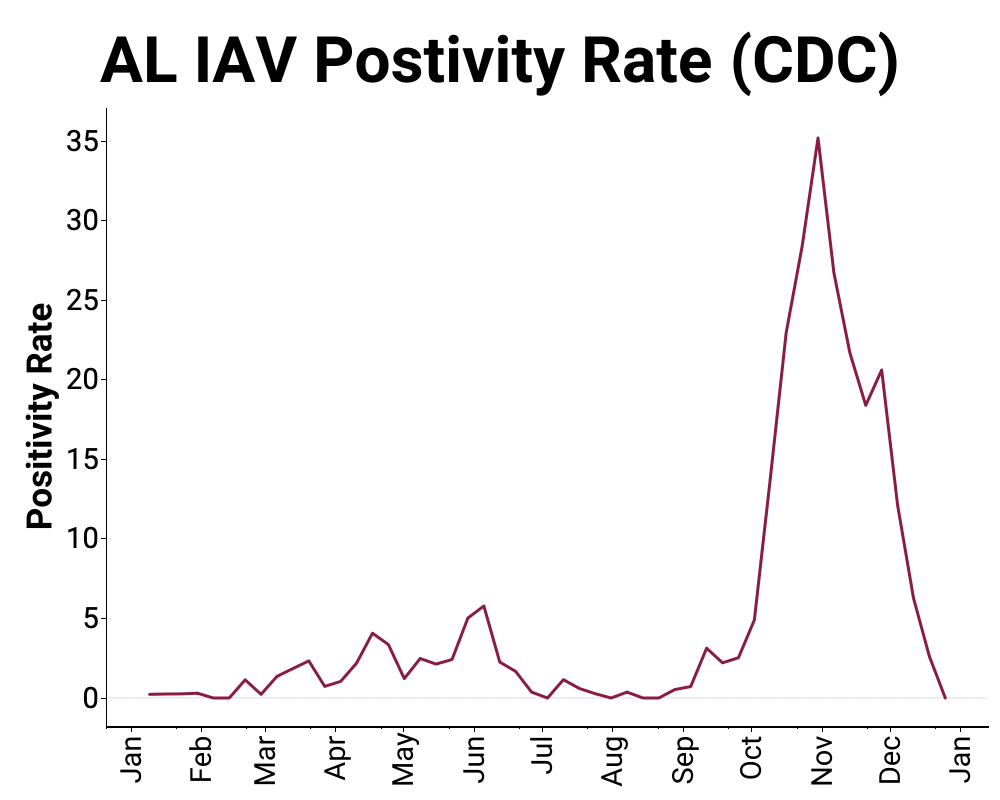 AL IAV Postivity Rate (CDC)
Positivity Rate
35
30
25
20
15
10
5
0
Jan
Feb
Mar
Apr
May
Jun
Jul
Aug
Sep
Oct
Nov
Dec
Jan